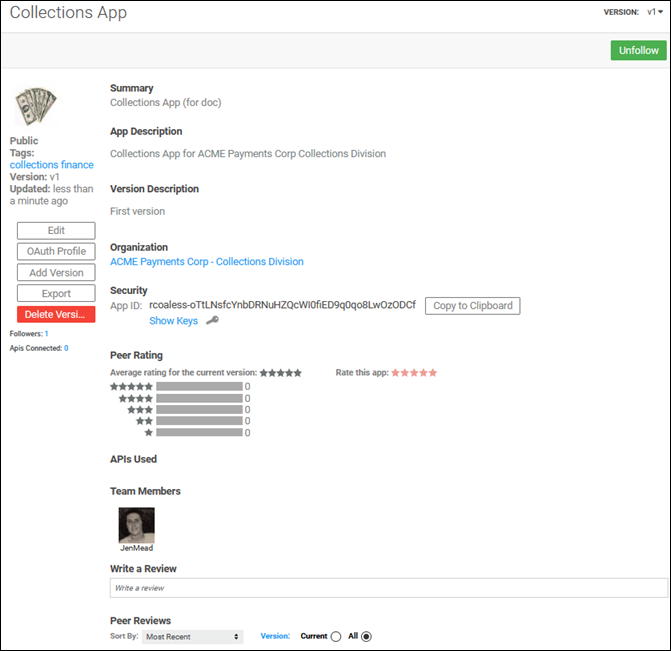 Collections App
VERSION: v1
Unfollow
Public
Tags:
collections finance
Version: v1
Updated: less than
a minute ago
Edit
OAuth Profile
Add Version
Export
Delete Versi...
Followers: 1
Apis Connected: 0
Summary
Collections App (for doc)
App Description
Collections App for ACME Payments Corp Collections Division
Version Description
First version
Organization
ACME Payments Corp - Collections Division
Security
App ID: rcoaless-oTtLNsfcYnbDRNuHZQcWI0fiED9q0qo8LwOzODCf Copy to Clipboard
Show Keys
Peer Rating
Average rating for the current version: ★★★★★ Rate this app: ★★★★★
★★★★★ 0
★★★★ 0
★★★ 0
★★ 0
★ 0
APIs Used
Team Members
JenMead
Write a Review
Write a review
Peer Reviews
Sort By: Most Recent Version: Current All